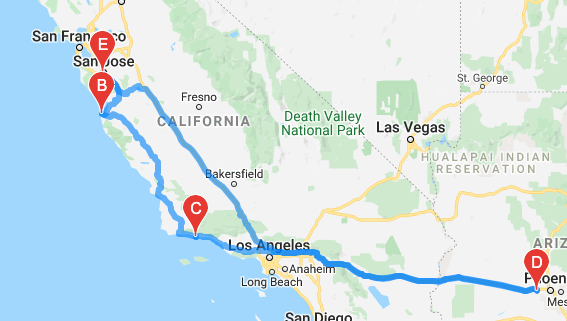 San Francisco
E
San Jose
B
St. George
Fresno
Death Valley
National Park
Las Vegas
CALIFORNIA
HUALAPAI INDIAN
RESERVATION
Bakersfield
C
Los Angeles
ARIZ
D
Anaheim
Phoen
Long Beach
Mes
San Diego